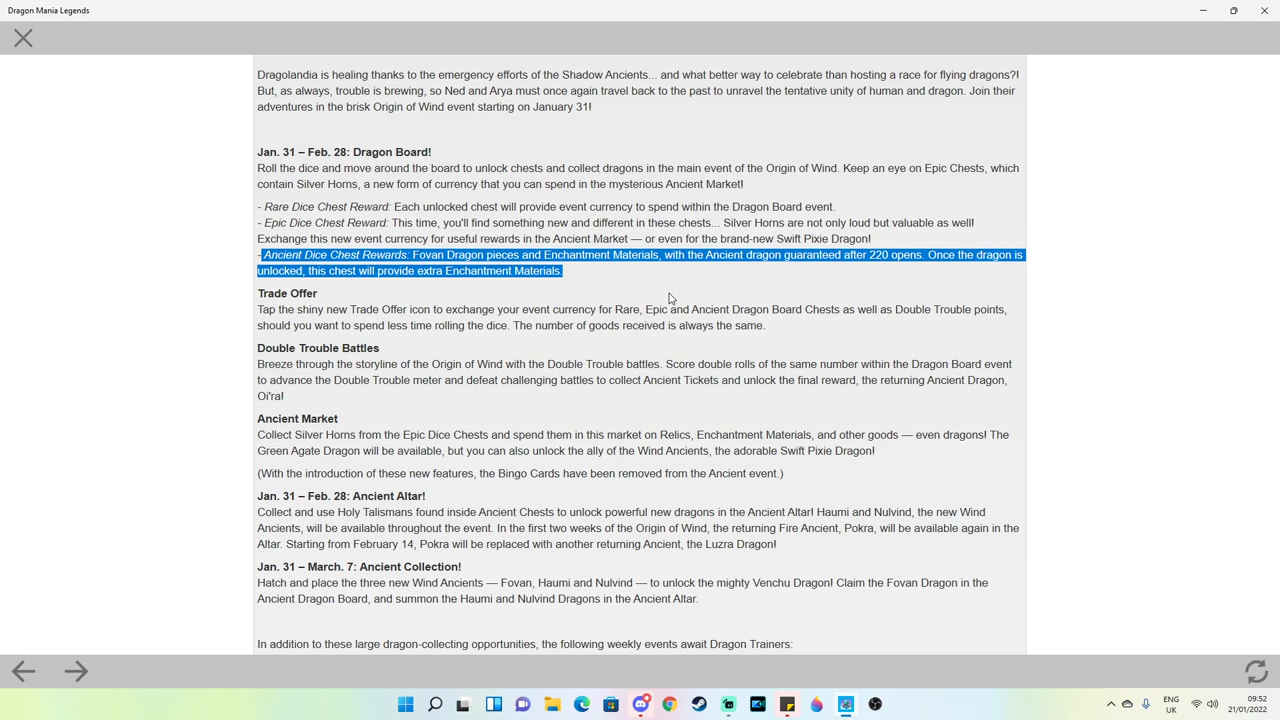 Dragon Mania Legends
Dragolandia is healing thanks to the emergency efforts of the Shadow Ancients... and what better way to celebrate than hosting a race for flying dragons?!
But, as always, trouble is brewing, so Ned and Arya must once again travel back to the past to unravel the tentative unity of human and dragon. Join their
adventures in the brisk Origin of Wind event starting on January 31!
Jan. 31 – Feb. 28: Dragon Board!
Roll the dice and move around the board to unlock chests and collect dragons in the main event of the Origin of Wind. Keep an eye on Epic Chests, which
contain Silver Horns, a new form of currency that you can spend in the mysterious Ancient Market!
- Rare Dice Chest Reward: Each unlocked chest will provide event currency to spend within the Dragon Board event.
- Epic Dice Chest Reward: This time, you'll find something new and different in these chests... Silver Horns are not only loud but valuable as well!
Exchange this new event currency for useful rewards in the Ancient Market — or even for the brand-new Swift Pixie Dragon!
- Ancient Dice Chest Rewards: Fovan Dragon pieces and Enchantment Materials, with the Ancient dragon guaranteed after 220 opens. Once the dragon is
unlocked, this chest will provide extra Enchantment Materials.
Trade Offer
Tap the shiny new Trade Offer icon to exchange your event currency for Rare, Epic and Ancient Dragon Board Chests as well as Double Trouble points,
should you want to spend less time rolling the dice. The number of goods received is always the same.
Double Trouble Battles
Breeze through the storyline of the Origin of Wind with the Double Trouble battles. Score double rolls of the same number within the Dragon Board event
to advance the Double Trouble meter and defeat challenging battles to collect Ancient Tickets and unlock the final reward, the returning Ancient Dragon,
Oi'ra!
Ancient Market
Collect Silver Horns from the Epic Dice Chests and spend them in this market on Relics, Enchantment Materials, and other goods — even dragons! The
Green Agate Dragon will be available, but you can also unlock the ally of the Wind Ancients, the adorable Swift Pixie Dragon!
(With the introduction of these new features, the Bingo Cards have been removed from the Ancient event.)
Jan. 31 – Feb. 28: Ancient Altar!
Collect and use Holy Talismans found inside Ancient Chests to unlock powerful new dragons in the Ancient Altar! Haumi and Nulvind, the new Wind
Ancients, will be available throughout the event. In the first two weeks of the Origin of Wind, the returning Fire Ancient, Pokra, will be available again in the
Altar. Starting from February 14, Pokra will be replaced with another returning Ancient, the Luzra Dragon!
Jan. 31 – March. 7: Ancient Collection!
Hatch and place the three new Wind Ancients — Fovan, Haumi and Nulvind — to unlock the mighty Venchu Dragon! Claim the Fovan Dragon in the
Ancient Dragon Board, and summon the Haumi and Nulvind Dragons in the Ancient Altar.
In addition to these large dragon-collecting opportunities, the following weekly events await Dragon Trainers:
ENG
UK
09:52
21/01/2022